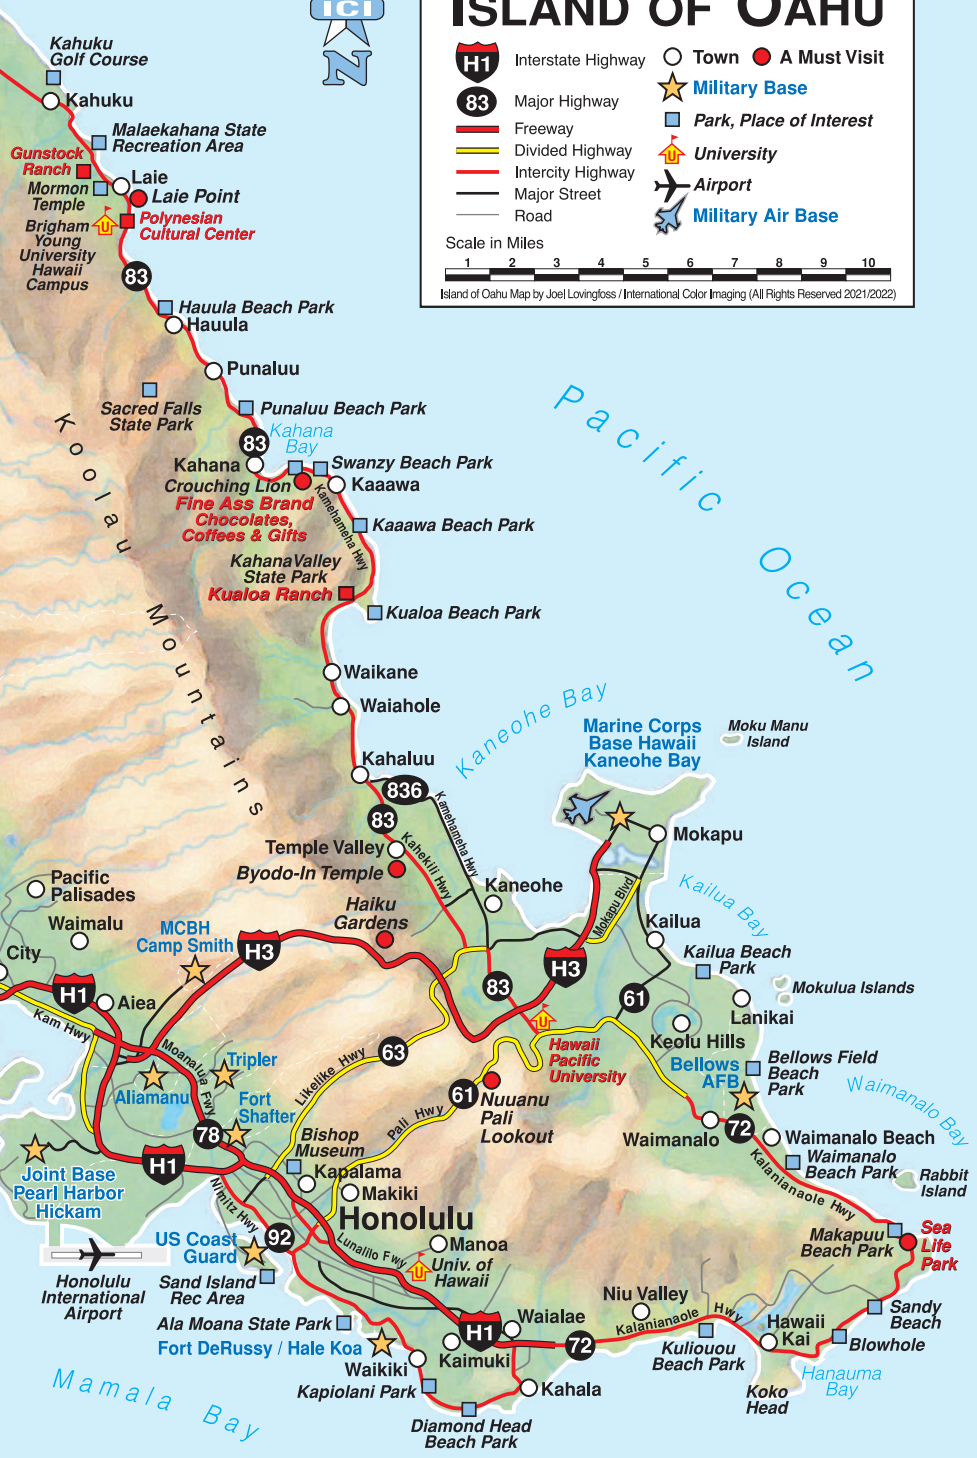 ICI
N
ISLAND OF OAHU
H1 Interstate Highway
83 Major Highway
Freeway
Divided Highway
Intercity Highway
Major Street
Road
Town
A Must Visit
Military Base
Park, Place of Interest
U University
Airport
Military Air Base
Scale in Miles
1 2 3 4 5 6 7 8 9 10
Island of Oahu Map by Joel Lovingfoss / International Color Imaging (All Rights Reserved 2021/2022)
Kahuku
Golf Course
Kahuku
Malaekahana State
Recreation Area
Gunstock
Ranch
Laie
Mormon
Temple
Laie Point
Brigham
Young
University
Hawaii
Campus
U
Polynesian
Cultural Center
83
Hauula Beach Park
Hauula
Punaluu
Sacred Falls
State Park
Punaluu Beach Park
83
Kahana
Bay
Kahana
Swanzy Beach Park
Crouching Lion
Kaaawa
Fine Ass Brand
Chocolates,
Coffees & Gifts
Kamehameha Hwy
Kaaawa Beach Park
Kahana Valley
State Park
Kualoa Ranch
Kualoa Beach Park
Koolau Mountains
Pacific Ocean
Waikane
Waiahole
Kaneohe Bay
Marine Corps
Base Hawaii
Kaneohe Bay
Moku Manu
Island
Kahaluu
836
83
Kamehameha Hwy
Kahekili Hwy
Mokapu
Temple Valley
Byodo-In Temple
Kaneohe
Mokapu Blvd
Kailua Bay
Pacific
Palisades
Waimalu
Haiku
Gardens
Kailua
MCBH
Camp Smith
City
H3
H3
Kailua Beach
Park
Mokulua Islands
H1
Aiea
83
61
Lanikai
Kam Hwy
U
Keolu Hills
Moanalua Fwy
Likelike Hwy
63
Hawaii
Pacific
University
Bellows
AFB
Bellows Field
Beach
Park
Tripler
Aliamanu
Fort
Shafter
61
Nuuanu
Pali
Lookout
Pali Hwy
Waimanalo Bay
78
Bishop
Museum
Waimanalo
72
Waimanalo Beach
Waimanalo
Beach Park
Joint Base
Pearl Harbor
Hickam
H1
Kapalama
Makiki
Kalanianaole Hwy
Rabbit
Island
Nimitz Hwy
Honolulu
US Coast
Guard
92
Lunalilo Fwy
Manoa
Makapuu
Beach Park
Sea
Life
Park
Honolulu
International
Airport
Sand Island
Rec Area
U
Univ. of
Hawaii
Niu Valley
Ala Moana State Park
Fort DeRussy / Hale Koa
H1
Waialae
Kalanianaole Hwy
Sandy
Beach
Hawaii
Kai
Blowhole
72
Kuliouou
Beach Park
Waikiki
Kaimuki
Kapiolani Park
Kahala
Koko
Head
Hanauma
Bay
Mamala Bay
Diamond Head
Beach Park